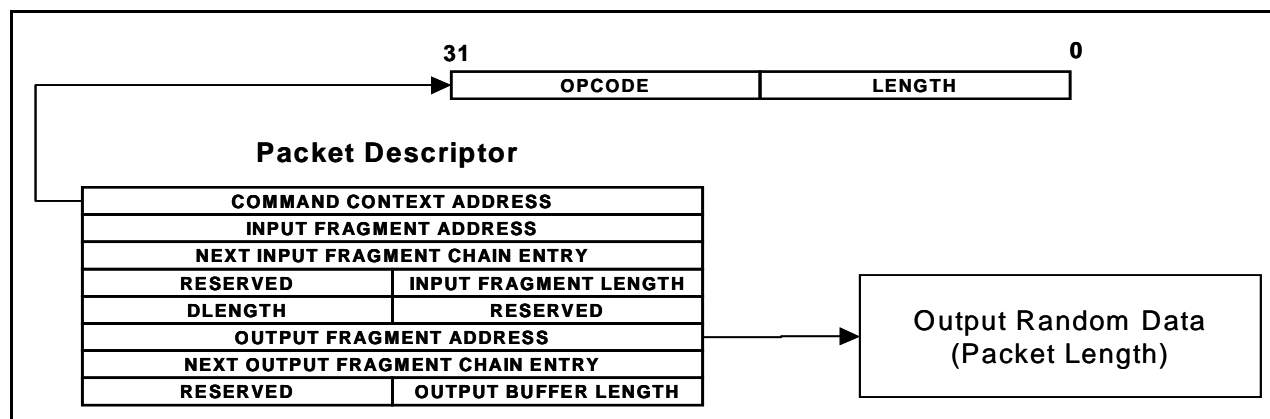 31 0
OPCODE LENGTH
Packet Descriptor
COMMAND CONTEXT ADDRESS
INPUT FRAGMENT ADDRESS
NEXT INPUT FRAGMENT CHAIN ENTRY
RESERVED INPUT FRAGMENT LENGTH
DLENGTH RESERVED
OUTPUT FRAGMENT ADDRESS
NEXT OUTPUT FRAGMENT CHAIN ENTRY
RESERVED OUTPUT BUFFER LENGTH
Output Random Data
(Packet Length)